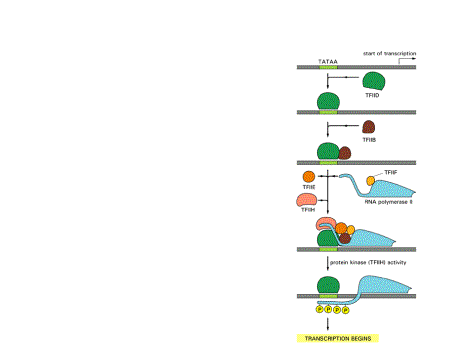 start of transcription
TATAA
TFIID
TFIIB
TFIIF
TFIIE
RNA polymerase II
TFIIH
protein kinase (TFIIH) activity
P P P P
TRANSCRIPTION BEGINS